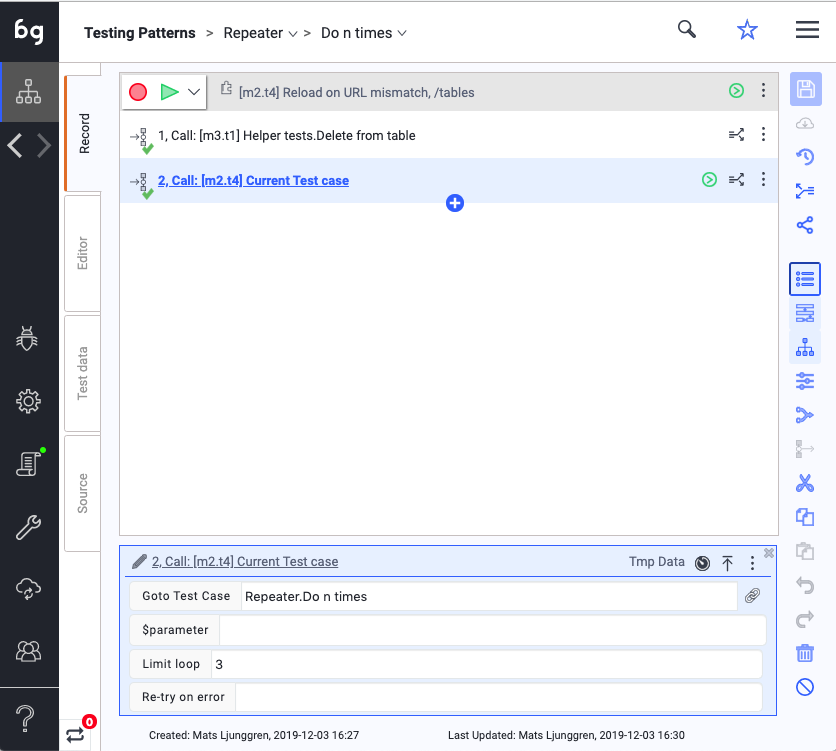 bg
Testing Patterns > Repeater > Do n times
Record
Editor
Test data
Source
[m2.t4] Reload on URL mismatch, /tables
1, Call: [m3.t1] Helper tests.Delete from table
2, Call: [m2.t4] Current Test case
2, Call: [m2.t4] Current Test case
Tmp Data
Goto Test Case Repeater.Do n times
$parameter
Limit loop 3
Re-try on error
0
Created: Mats Ljunggren, 2019-12-03 16:27
Last Updated: Mats Ljunggren, 2019-12-03 16:30